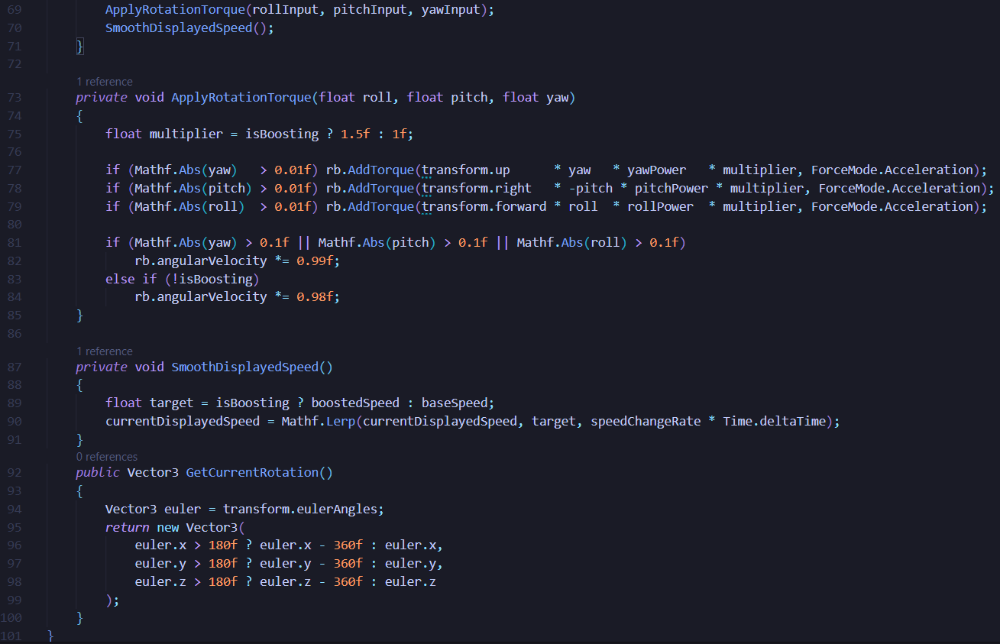 69 ApplyRotationTorque(rollInput, pitchInput, yawInput);
70 SmoothDisplayedSpeed();
71 }
72
1 reference
73 private void ApplyRotationTorque(float roll, float pitch, float yaw)
74 {
75 float multiplier = isBoosting ? 1.5f : 1f;
76
77 if (Mathf.Abs(yaw)   > 0.01f) rb.AddTorque(transform.up      * yaw   * yawPower   * multiplier, ForceMode.Acceleration);
78 if (Mathf.Abs(pitch) > 0.01f) rb.AddTorque(transform.right   * -pitch * pitchPower * multiplier, ForceMode.Acceleration);
79 if (Mathf.Abs(roll)  > 0.01f) rb.AddTorque(transform.forward * roll  * rollPower  * multiplier, ForceMode.Acceleration);
80
81 if (Mathf.Abs(yaw) > 0.1f || Mathf.Abs(pitch) > 0.1f || Mathf.Abs(roll) > 0.1f)
82 rb.angularVelocity *= 0.99f;
83 else if (!isBoosting)
84 rb.angularVelocity *= 0.98f;
85 }
86
1 reference
87 private void SmoothDisplayedSpeed()
88 {
89 float target = isBoosting ? boostedSpeed : baseSpeed;
90 currentDisplayedSpeed = Mathf.Lerp(currentDisplayedSpeed, target, speedChangeRate * Time.deltaTime);
91 }
0 references
92 public Vector3 GetCurrentRotation()
93 {
94 Vector3 euler = transform.eulerAngles;
95 return new Vector3(
96 euler.x > 180f ? euler.x - 360f : euler.x,
97 euler.y > 180f ? euler.y - 360f : euler.y,
98 euler.z > 180f ? euler.z - 360f : euler.z
99 );
100 }
101 }